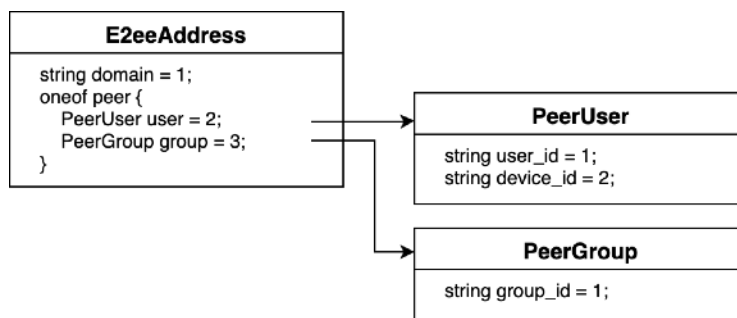 E2eeAddress
string domain = 1;
oneof peer {
PeerUser user = 2;
PeerGroup group = 3;
}
PeerUser
string user_id = 1;
string device_id = 2;
PeerGroup
string group_id = 1;